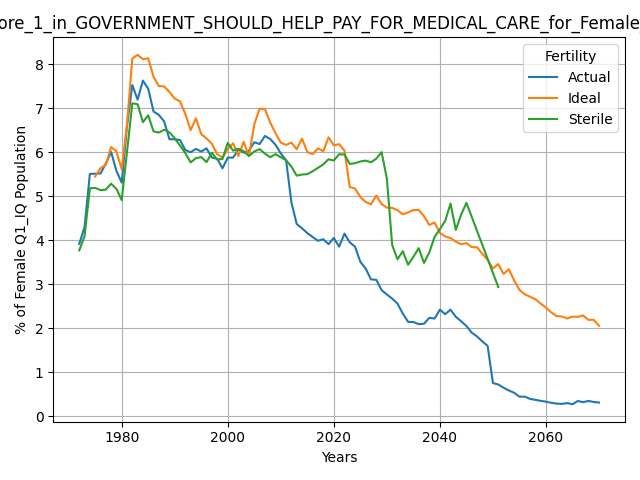 ore_1_in_GOVERNMENT_SHOULD_HELP_PAY_FOR_MEDICAL_CARE_for_Female
Fertility
Actual
Ideal
Sterile
% of Female Q1_IQ Population
8
7
6
5
4
3
2
1
0
1980 2000 2020 2040 2060
Years